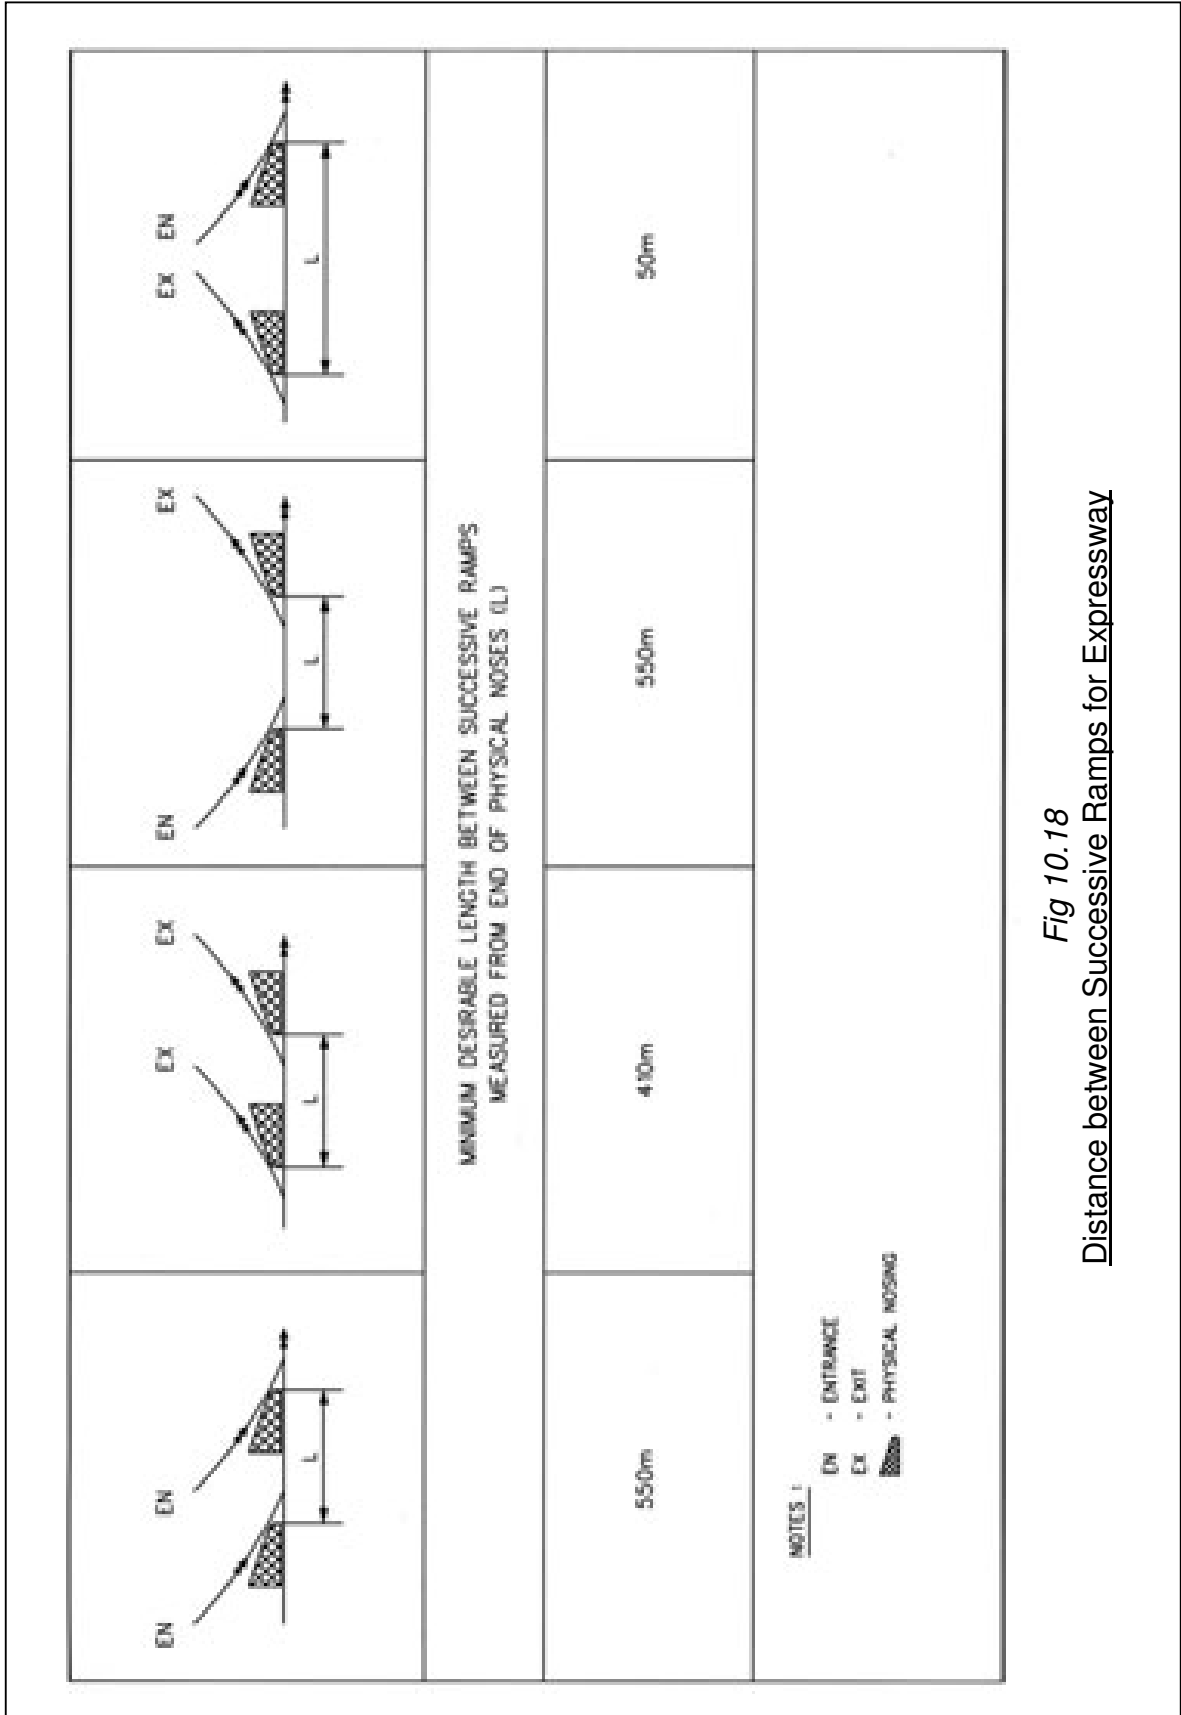 EN EN
L
EX EX
L
EN EX
L
EX EN
L
MINIMUM DESIRABLE LENGTH BETWEEN SUCCESSIVE RAMPS
MEASURED FROM END OF PHYSICAL NOSES (L)
550m 410m 550m 50m
NOTES :
EN - ENTRANCE
EX - EXIT
- PHYSICAL NOSING
Fig 10.18
Distance between Successive Ramps for Expressway